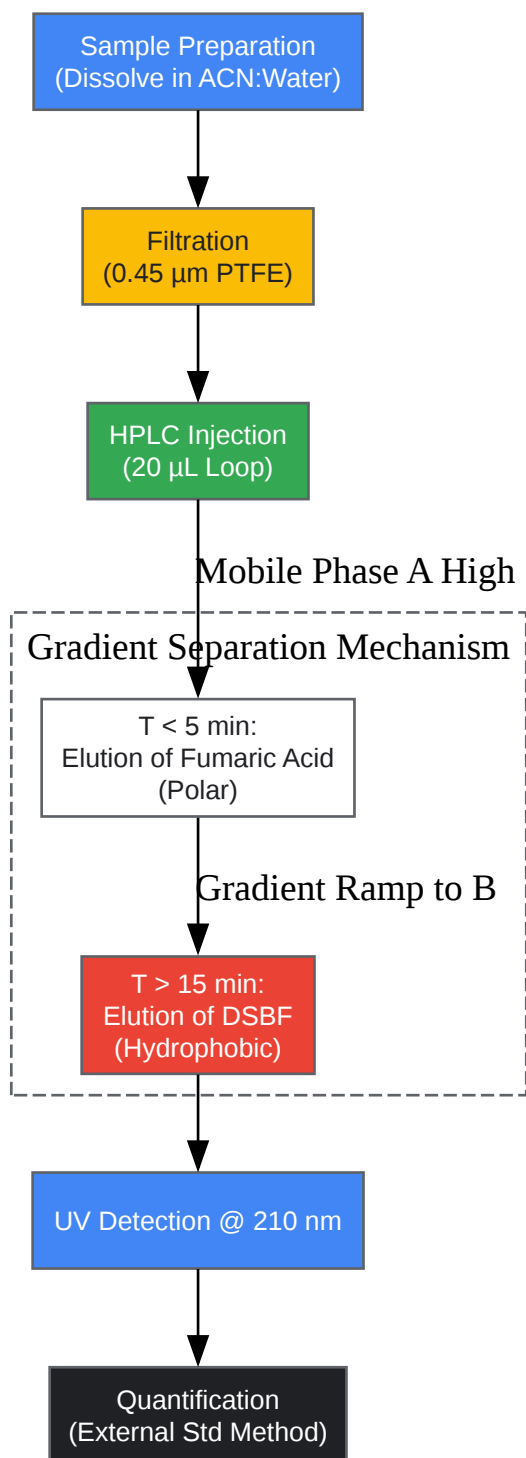 Sample Preparation
(Dissolve in ACN:Water)
Filtration
(0.45 µm PTFE)
HPLC Injection
(20 µL Loop)
Mobile Phase A High
Gradient Separation Mechanism
T < 5 min:
Elution of Fumaric Acid
(Polar)
Gradient Ramp to B
T > 15 min:
Elution of DSBF
(Hydrophobic)
UV Detection @ 210 nm
Quantification
(External Std Method)